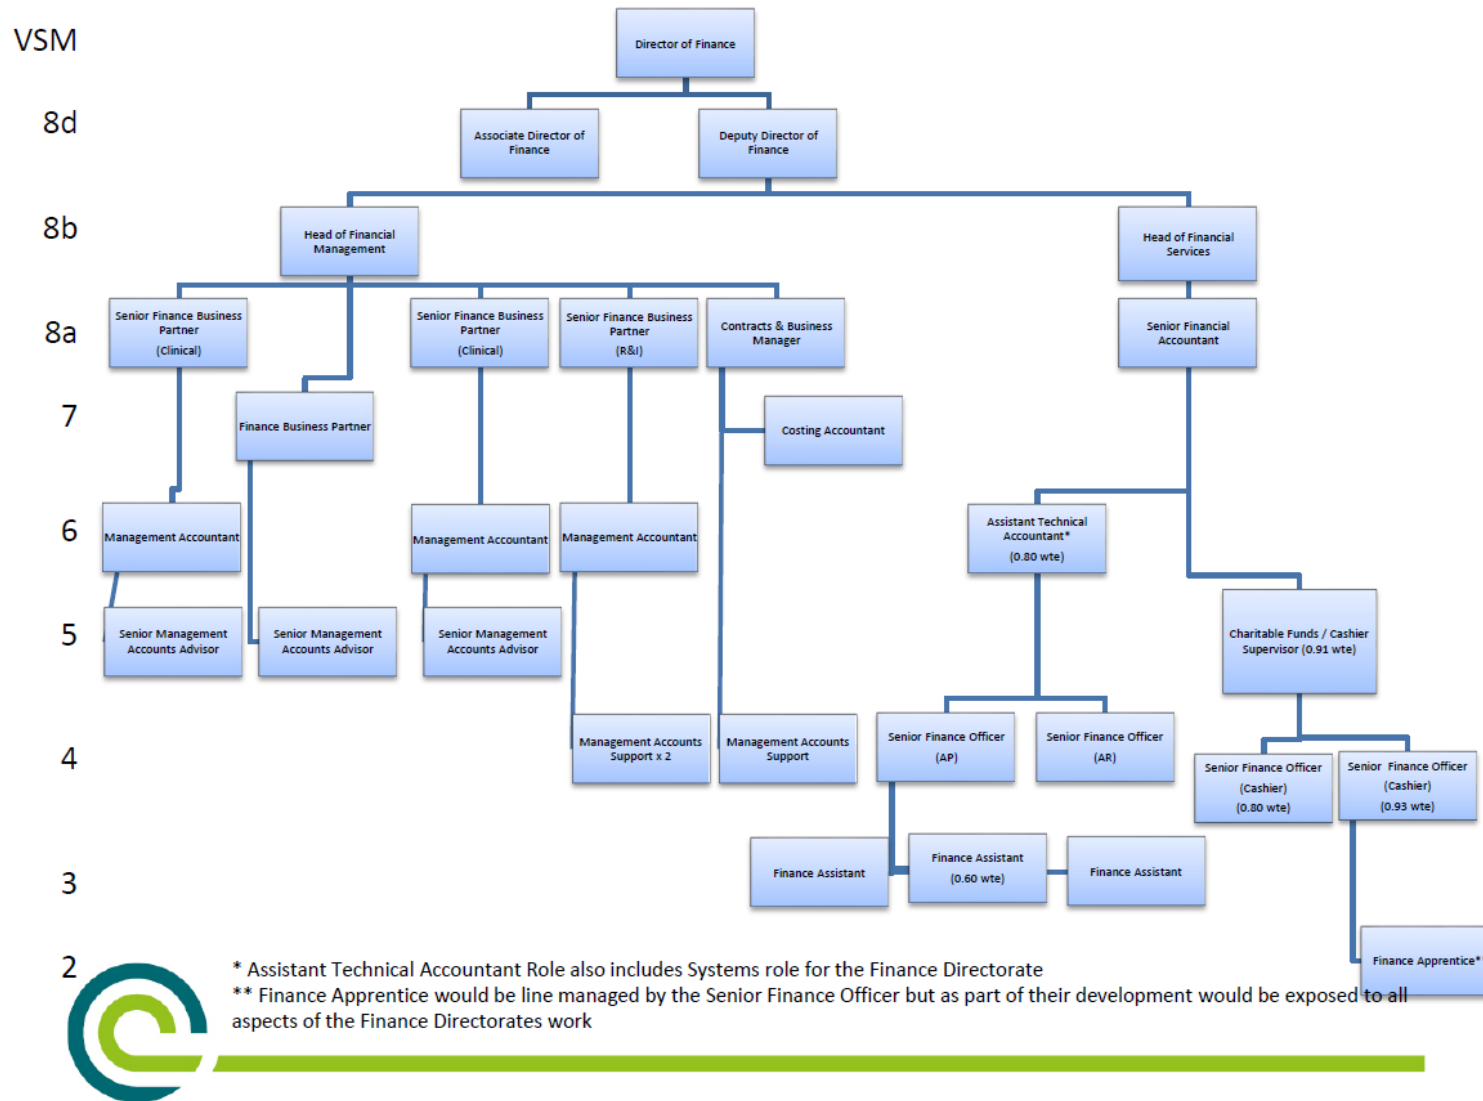 VSM
Director of Finance
8d
Associate Director of
Finance
Deputy Director of
Finance
8b
Head of Financial
Management
Head of Financial
Services
8a
Senior Finance Business
Partner
(Clinical)
Senior Finance Business
Partner
(Clinical)
Senior Finance Business
Partner
(R&I)
Contracts & Business
Manager
Senior Financial
Accountant
7
Finance Business Partner
Costing Accountant
6
Management Accountant
Management Accountant
Management Accountant
Assistant Technical
Accountant*
(0.80 wte)
5
Senior Management
Accounts Advisor
Senior Management
Accounts Advisor
Senior Management
Accounts Advisor
Charitable Funds / Cashier
Supervisor (0.91 wte)
4
Management Accounts
Support x 2
Management Accounts
Support
Senior Finance Officer
(AP)
Senior Finance Officer
(AR)
Senior Finance Officer
(Cashier)
(0.80 wte)
Senior Finance Officer
(Cashier)
(0.93 wte)
3
Finance Assistant
Finance Assistant
(0.60 wte)
Finance Assistant
2
Finance Apprentice**
* Assistant Technical Accountant Role also includes Systems role for the Finance Directorate
** Finance Apprentice would be line managed by the Senior Finance Officer but as part of their development would be exposed to all
aspects of the Finance Directorates work